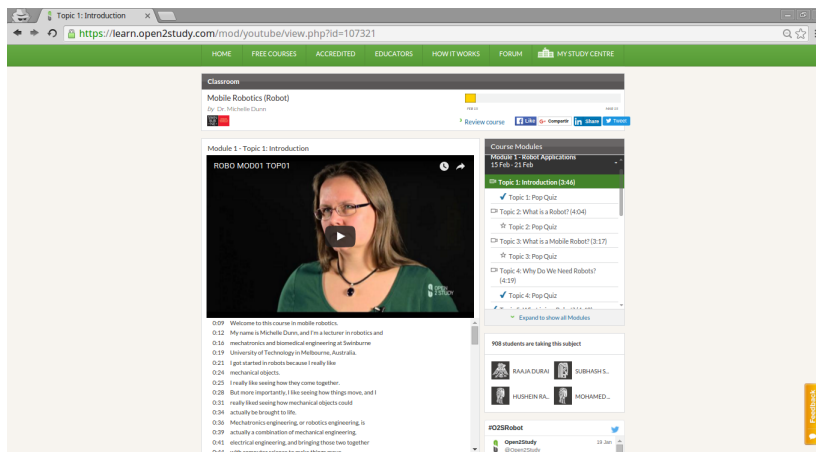 Topic 1: Introduction
https://learn.open2study.com/mod/youtube/view.php?id=107321
HOME FREE COURSES ACCREDITED EDUCATORS HOW IT WORKS FORUM MY STUDY CENTRE
Classroom
Mobile Robotics (Robot)
by Dr. Michelle Dunn
Review course
Like Compartir Share Tweet
Module 1 - Topic 1: Introduction
ROBO MOD01 TOP01
OPEN
2STUDY
0:09 Welcome to this course in mobile robotics.
0:12 My name is Michelle Dunn, and I'm a lecturer in robotics and
0:16 mechatronics and biomedical engineering at Swinburne
0:19 University of Technology in Melbourne, Australia.
0:21 I got started in robots because I really like
0:24 mechanical objects.
0:25 I really like seeing how they come together.
0:28 But more importantly, I like seeing how things move, and I
0:31 really liked seeing how mechanical objects could
0:34 actually be brought to life.
0:36 Mechatronics engineering, or robotics engineering, is
0:39 actually a combination of mechanical engineering,
0:41 electrical engineering, and bringing those two together
Course Modules
Module 1 - Robot Applications
15 Feb - 21 Feb
Topic 1: Introduction (3:46)
Topic 1: Pop Quiz
Topic 2: What is a Robot? (4:04)
Topic 2: Pop Quiz
Topic 3: What is a Mobile Robot? (3:17)
Topic 3: Pop Quiz
Topic 4: Why Do We Need Robots?
(4:19)
Topic 4: Pop Quiz
Expand to show all Modules
908 students are taking this subject
RAAJA DURAI SUBHASH S...
HUSHEIN RA... MOHAMED...
#O2SRobot
Open2Study 19 Jan
@Open2Study
Feedback